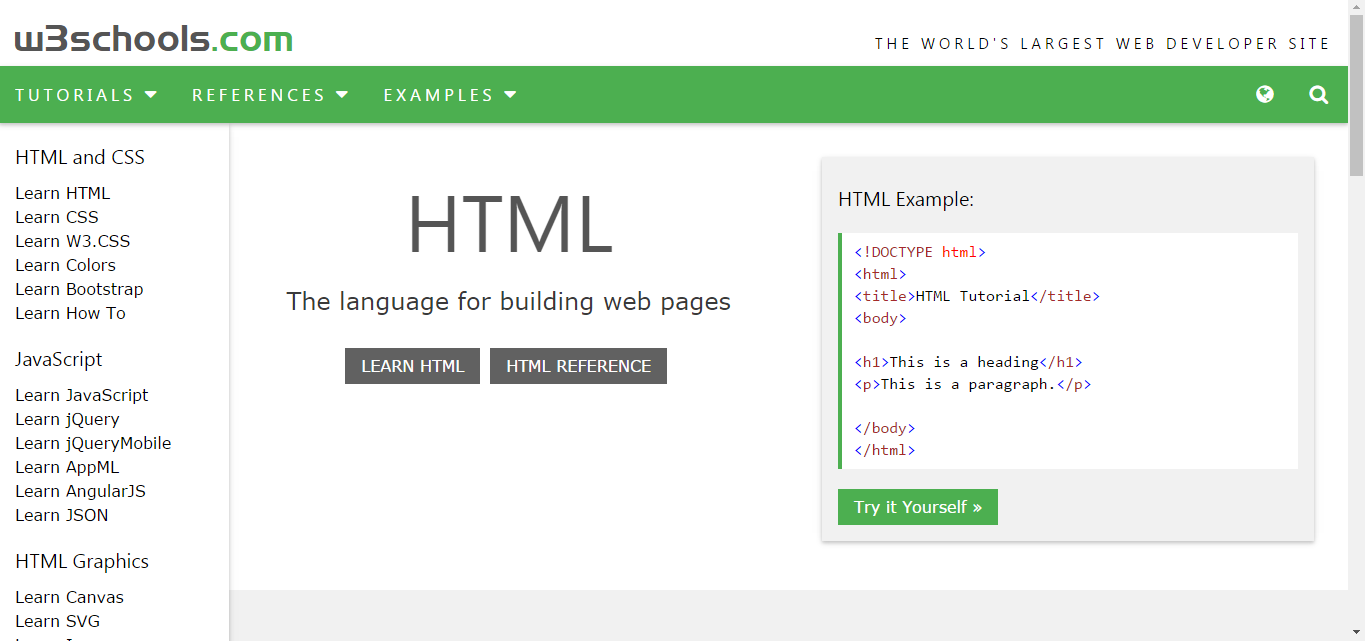 w3schools.com
THE WORLD'S LARGEST WEB DEVELOPER SITE
TUTORIALS REFERENCES EXAMPLES
HTML and CSS
Learn HTML
Learn CSS
Learn W3.CSS
Learn Colors
Learn Bootstrap
Learn How To
JavaScript
Learn JavaScript
Learn jQuery
Learn jQueryMobile
Learn AppML
Learn AngularJS
Learn JSON
HTML Graphics
Learn Canvas
Learn SVG
HTML
The language for building web pages
LEARN HTML HTML REFERENCE
HTML Example:
<!DOCTYPE html>
<html>
<title>HTML Tutorial</title>
<body>
<h1>This is a heading</h1>
<p>This is a paragraph.</p>
</body>
</html>
Try it Yourself »